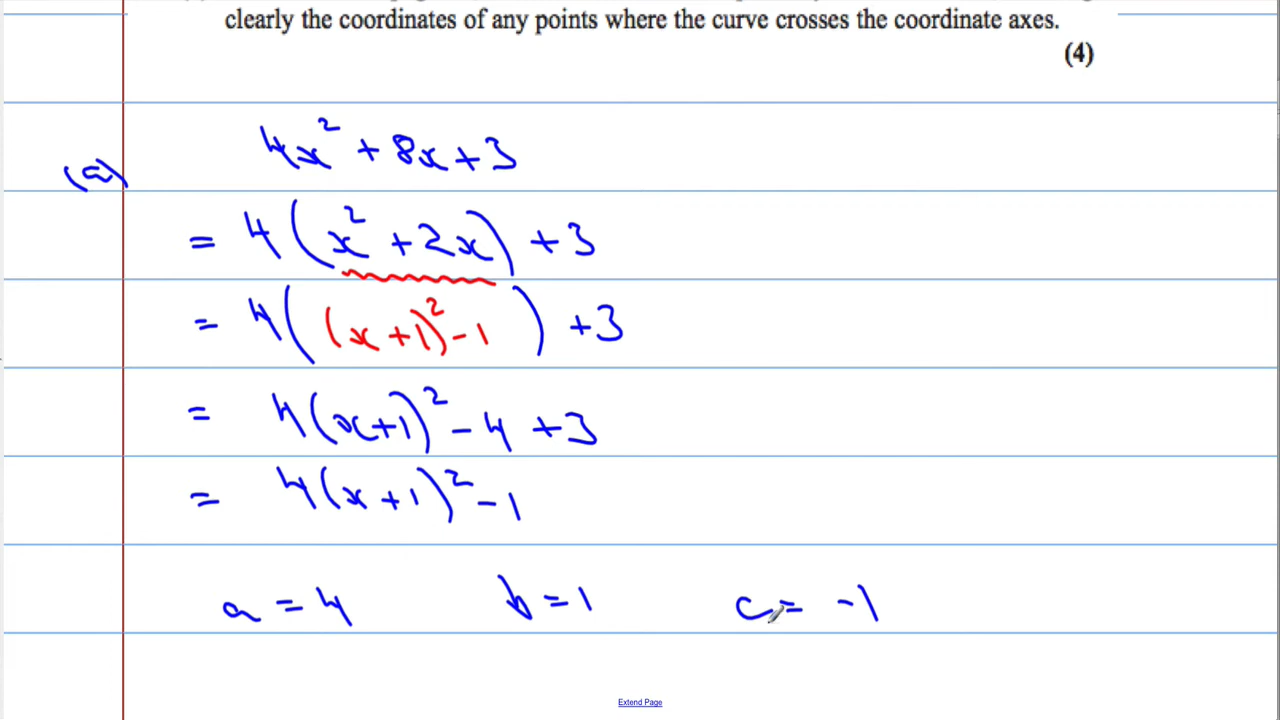 clearly the coordinates of any points where the curve crosses the coordinate axes.
(4)
(a) 4x² + 8x + 3
= 4(x² + 2x) + 3
= 4((x + 1)² - 1) + 3
= 4(x + 1)² - 4 + 3
= 4(x + 1)² - 1
a = 4 b = 1 c = -1
Extend Page